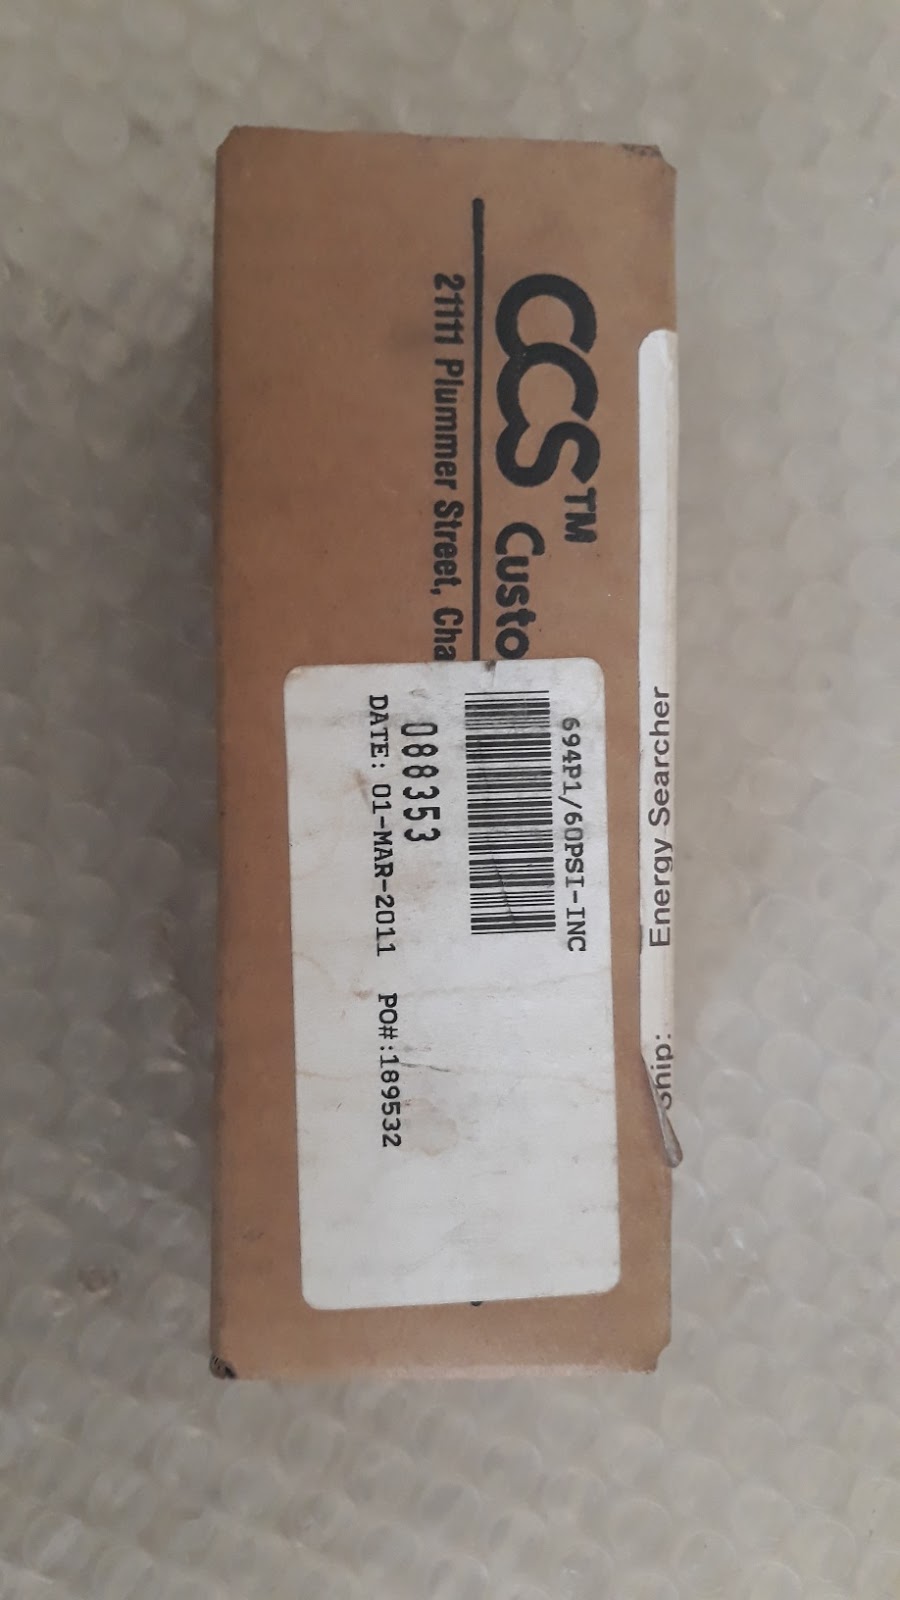 CCS™ Custo
21111 Plummer Street, Cha
694P1/60PSI-INC
088353
DATE: 01-MAR-2011 PO#:189532
Ship: Energy Searcher